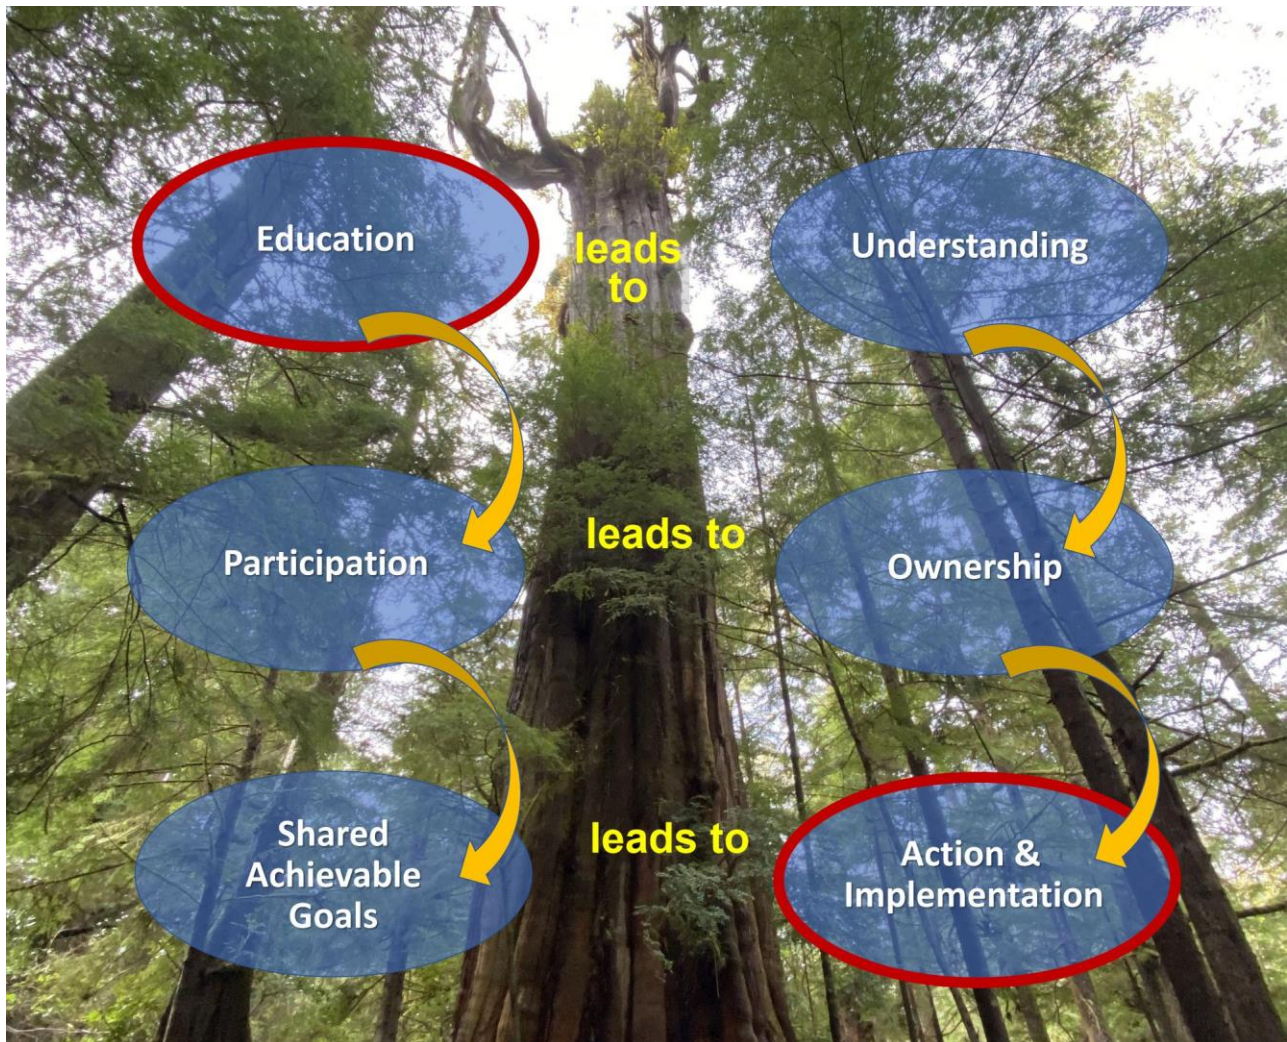 Education
leads
to
Understanding
Participation
leads to
Ownership
Shared
Achievable
Goals
leads to
Action &
Implementation